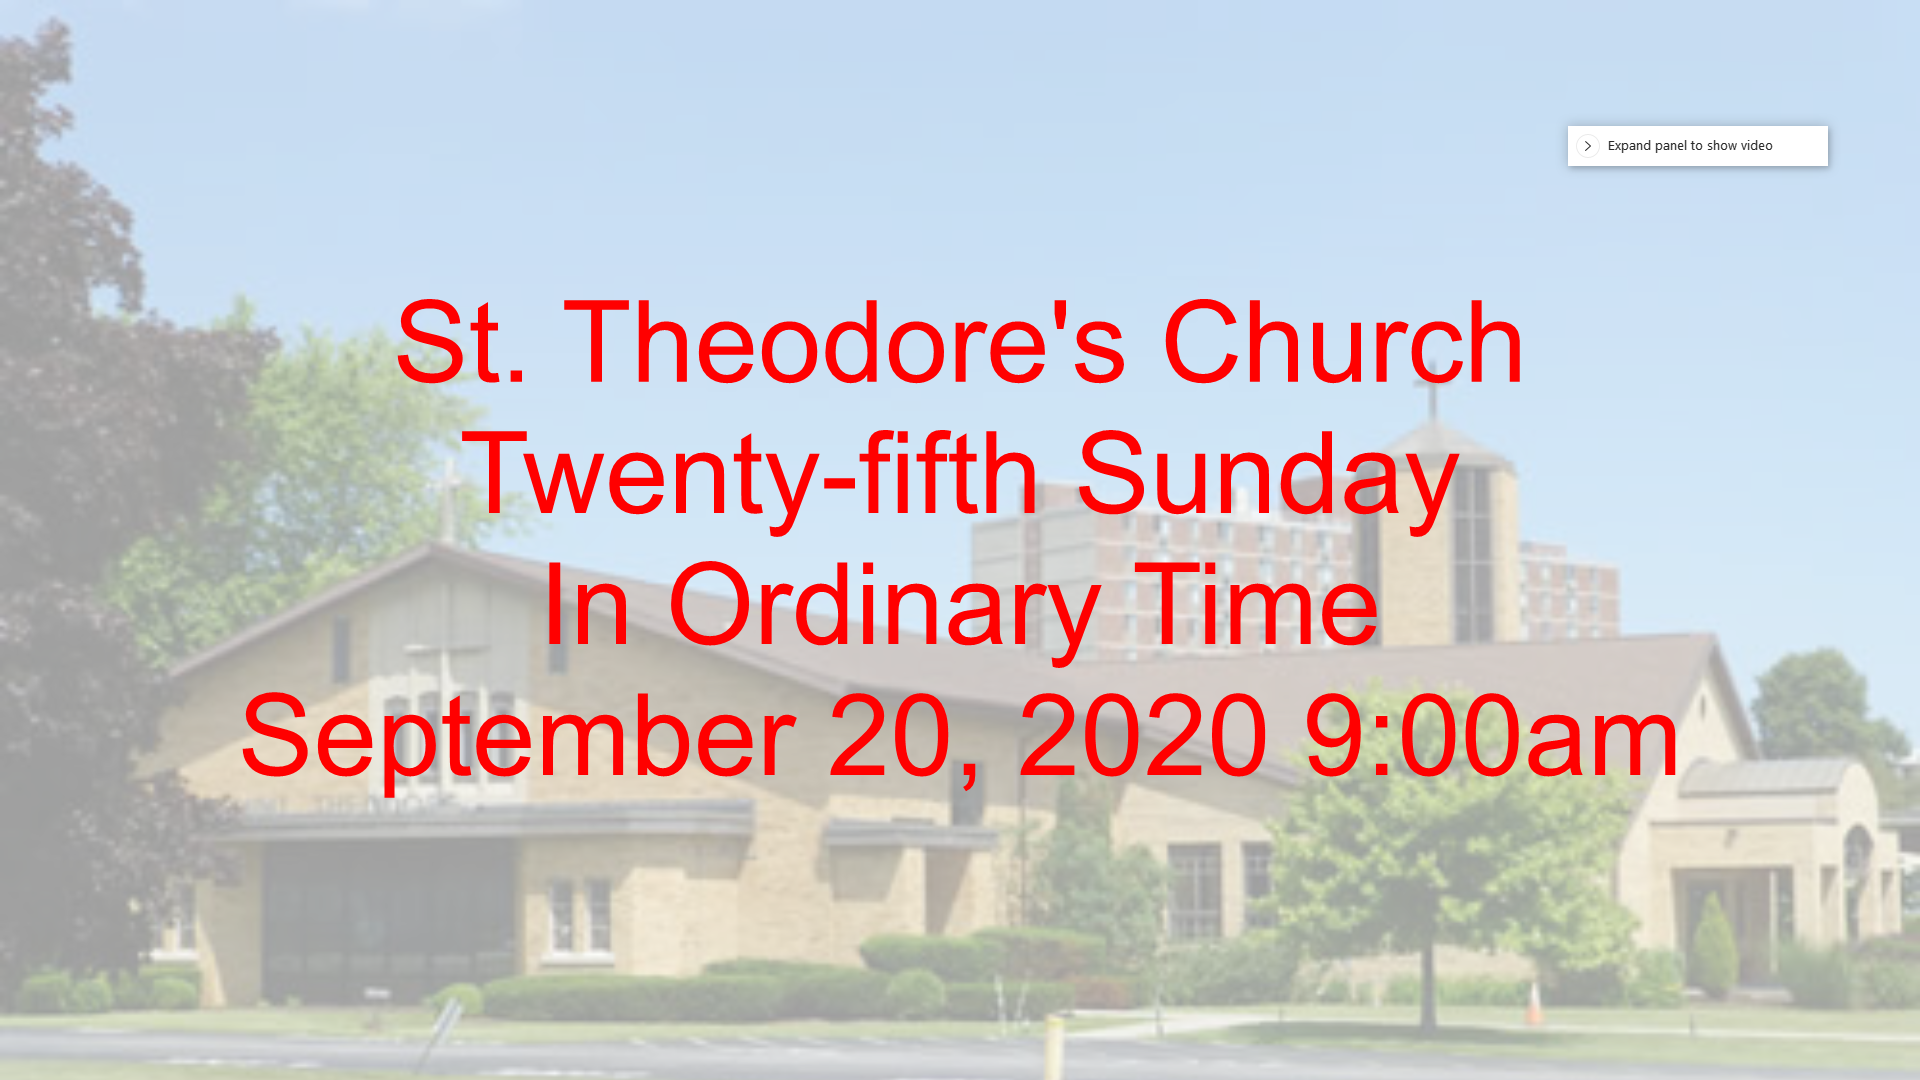 Expand panel to show video
St. Theodore's Church
Twenty-fifth Sunday
In Ordinary Time
September 20, 2020 9:00am